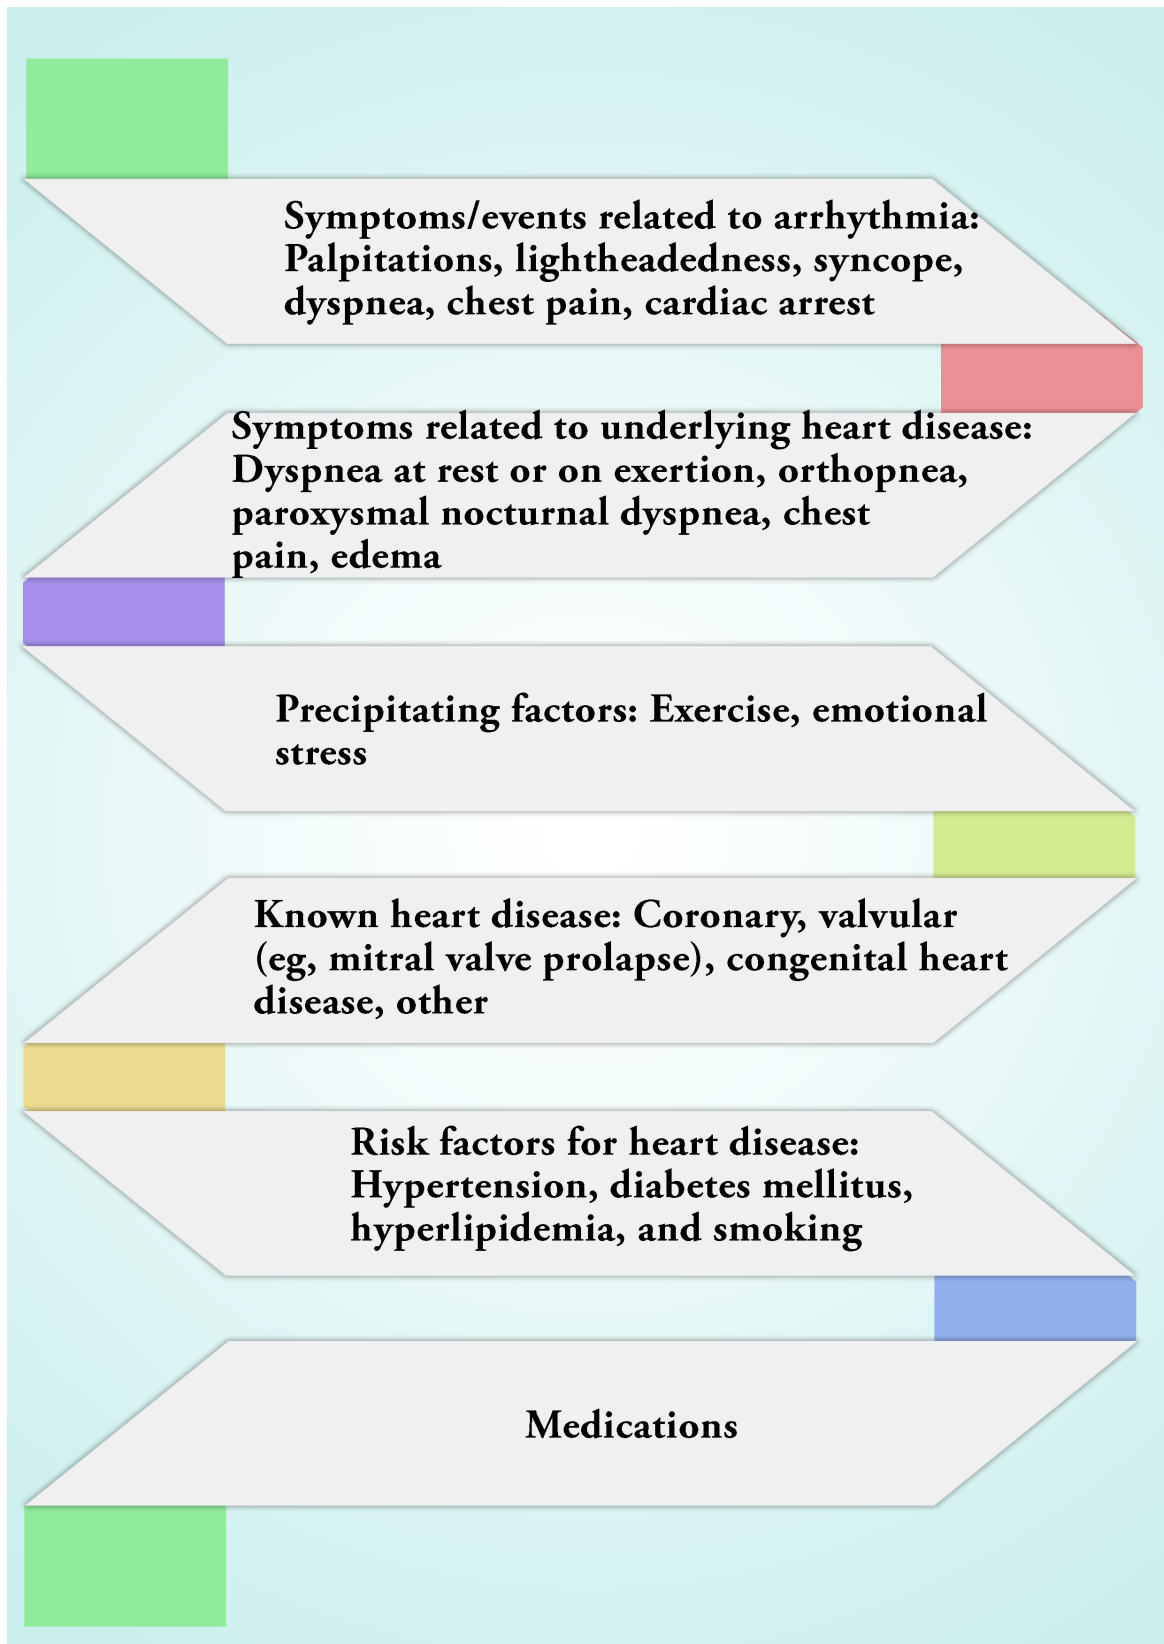 Symptoms/events related to arrhythmia:
Palpitations, lightheadedness, syncope,
dyspnea, chest pain, cardiac arrest
Symptoms related to underlying heart disease:
Dyspnea at rest or on exertion, orthopnea,
paroxysmal nocturnal dyspnea, chest
pain, edema
Precipitating factors: Exercise, emotional
stress
Known heart disease: Coronary, valvular
(eg, mitral valve prolapse), congenital heart
disease, other
Risk factors for heart disease:
Hypertension, diabetes mellitus,
hyperlipidemia, and smoking
Medications